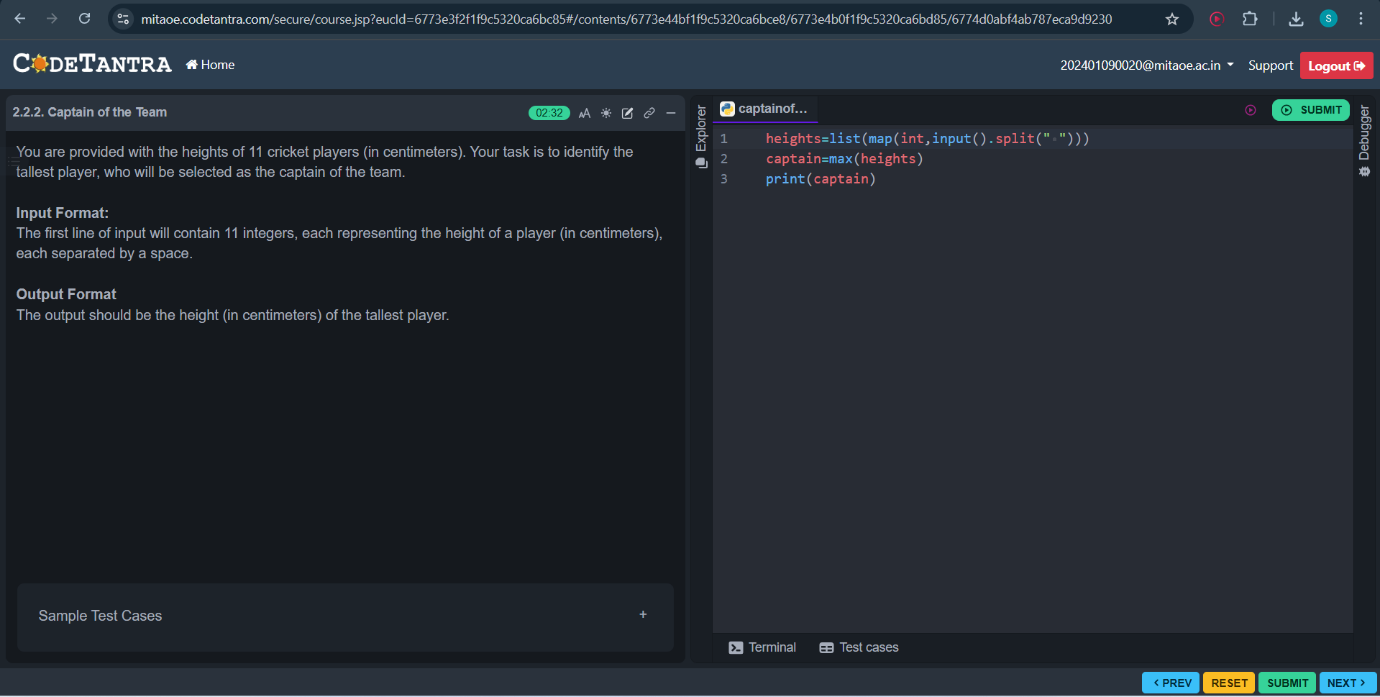 mitaoe.codetantra.com/secure/course.jsp?eucId=6773e3f2f1f9c5320ca6bc85#/contents/6773e44bf1f9c5320ca6bce8/6773e4b0f1f9c5320ca6bd85/6774d0abf4ab787eca9d9230
S
CODETANTRA
Home
202401090020@mitaoe.ac.in
Support
Logout
2.2.2. Captain of the Team
02:32
AA
You are provided with the heights of 11 cricket players (in centimeters). Your task is to identify the
tallest player, who will be selected as the captain of the team.
Input Format:
The first line of input will contain 11 integers, each representing the height of a player (in centimeters),
each separated by a space.
Output Format
The output should be the height (in centimeters) of the tallest player.
Sample Test Cases
+
Explorer
captainof...
SUBMIT
Debugger
1 heights=list(map(int,input().split("·")))
2 captain=max(heights)
3 print(captain)
Terminal
Test cases
< PREV
RESET
SUBMIT
NEXT >